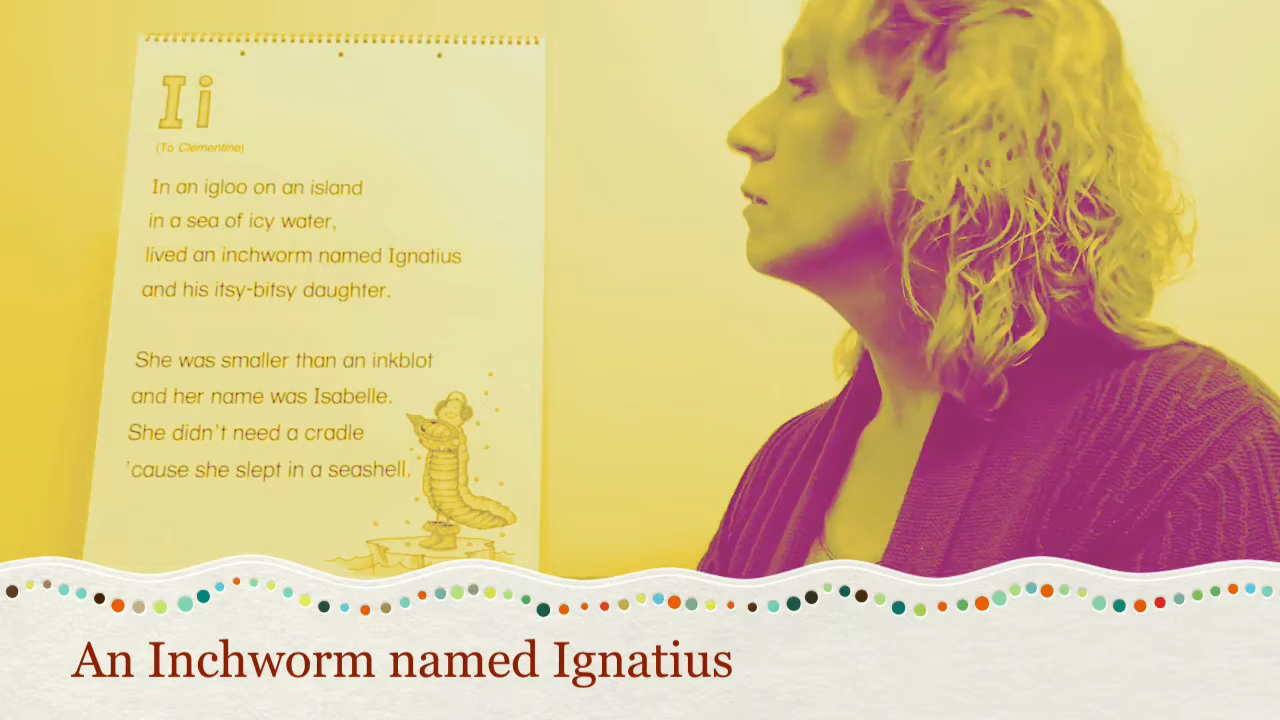 Ii
(To Clementine)
In an igloo on an island
in a sea of icy water,
lived an inchworm named Ignatius
and his itsy-bitsy daughter.
She was smaller than an inkblot
and her name was Isabelle.
She didn't need a cradle
'cause she slept in a seashell.
An Inchworm named Ignatius